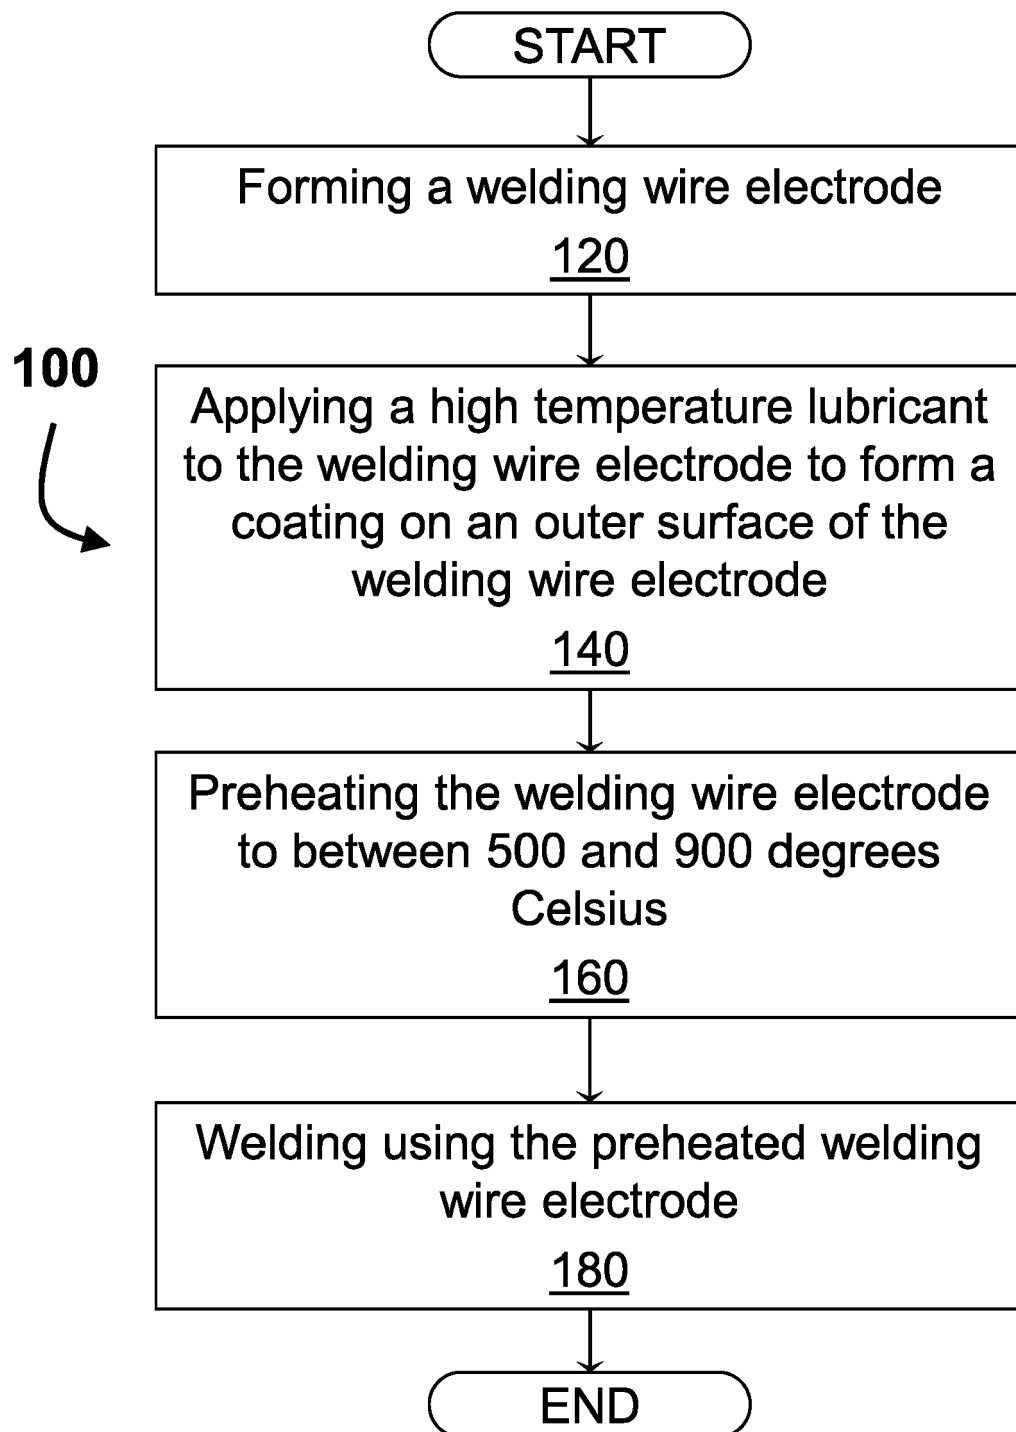 START
Forming a welding wire electrode
120
100
Applying a high temperature lubricant
to the welding wire electrode to form a
coating on an outer surface of the
welding wire electrode
140
Preheating the welding wire electrode
to between 500 and 900 degrees
Celsius
160
Welding using the preheated welding
wire electrode
180
END